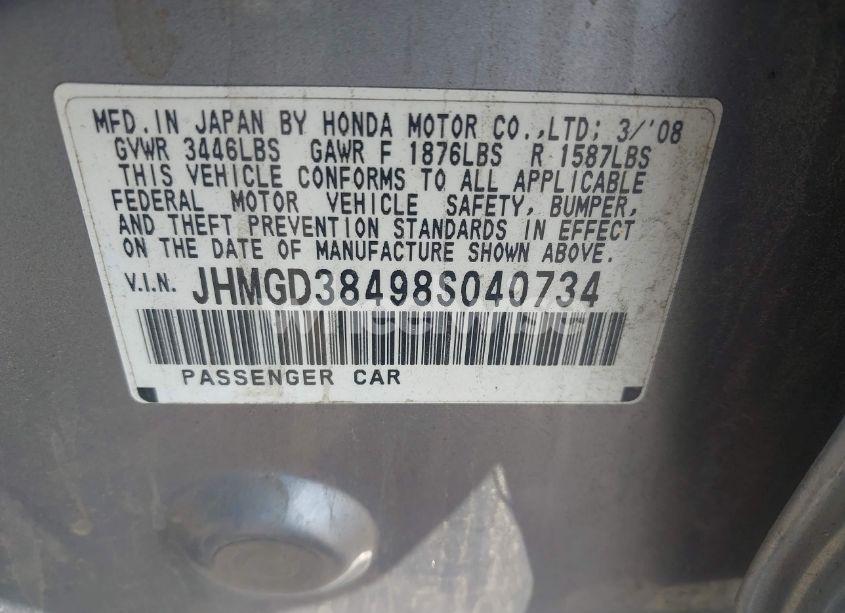 MFD. IN JAPAN BY HONDA MOTOR CO.,LTD; 3/'08
GVWR 3446LBS GAWR F 1876LBS R 1587LBS
THIS VEHICLE CONFORMS TO ALL APPLICABLE
FEDERAL MOTOR VEHICLE SAFETY, BUMPER,
AND THEFT PREVENTION STANDARDS IN EFFECT
ON THE DATE OF MANUFACTURE SHOWN ABOVE.
V.I.N. JHMGD38498S040734
PASSENGER CAR